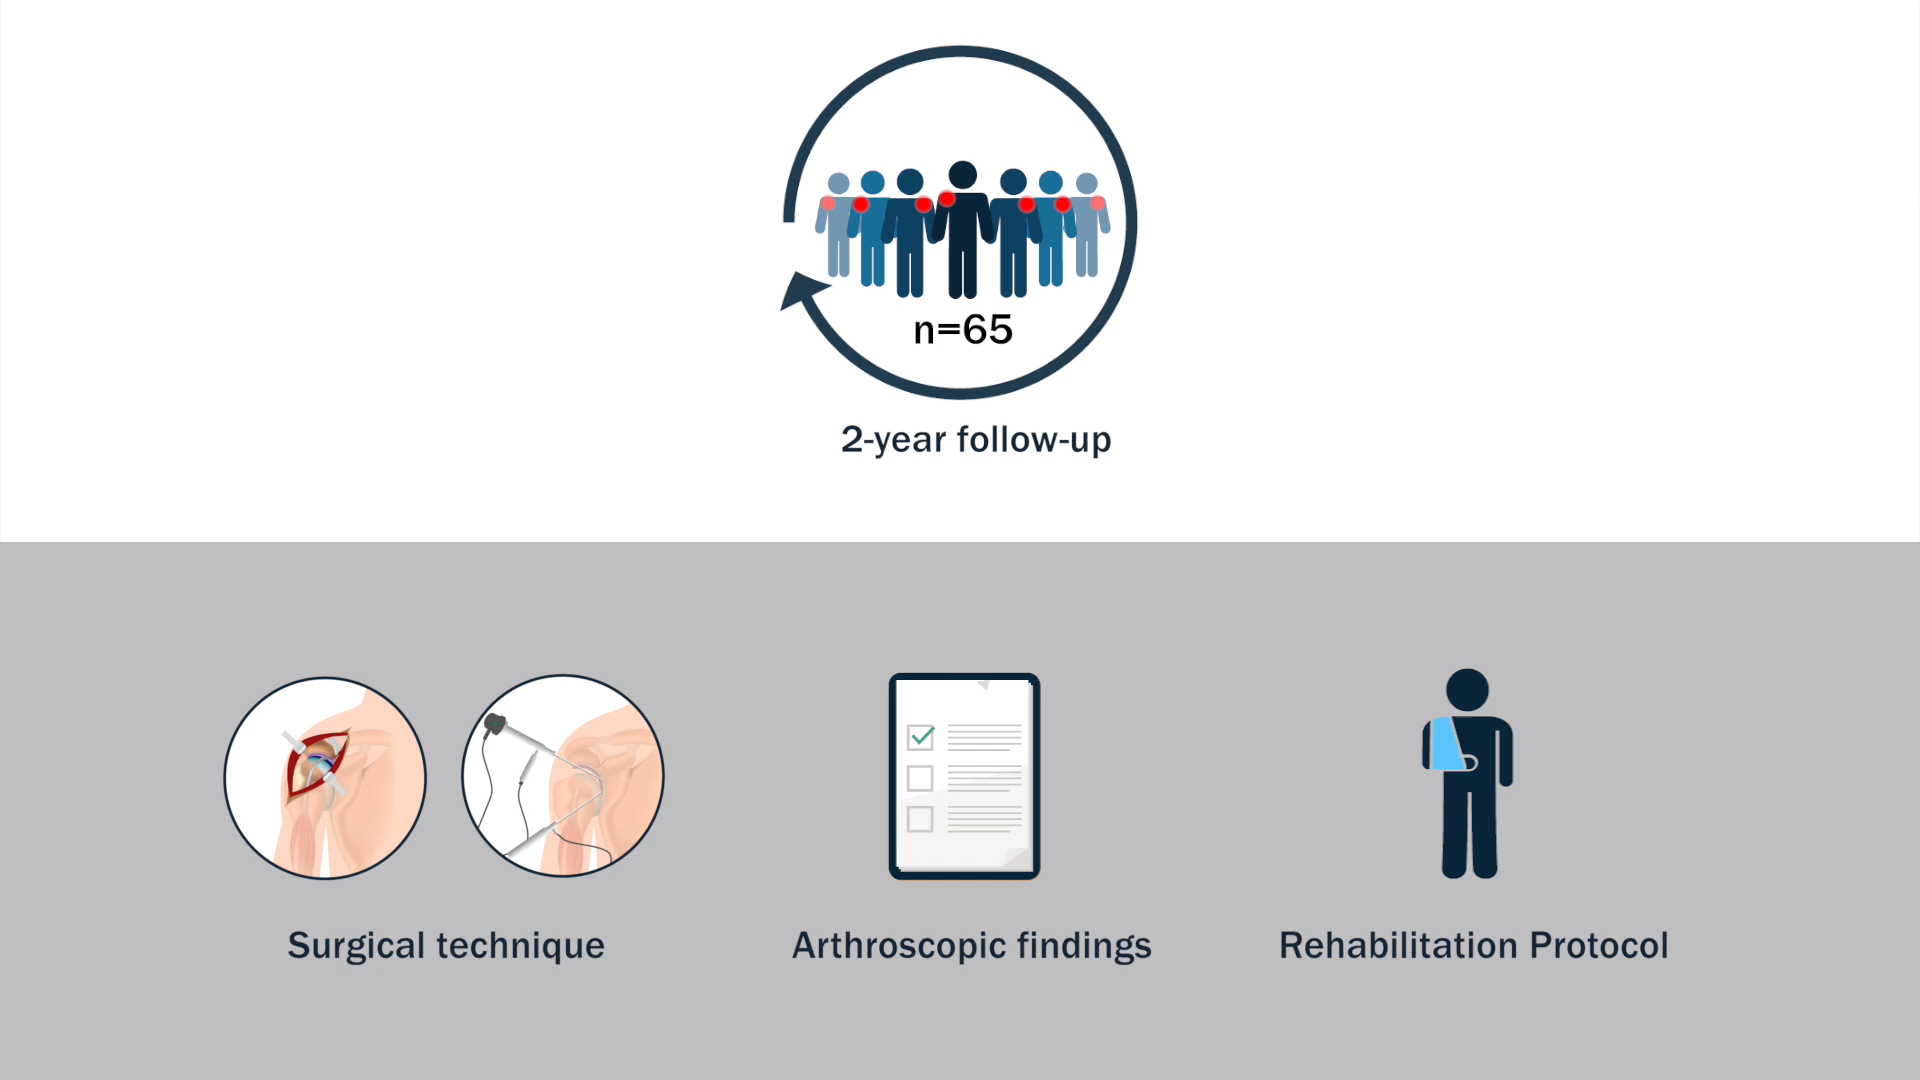 n=65
2-year follow-up
Surgical technique
Arthroscopic findings
Rehabilitation Protocol